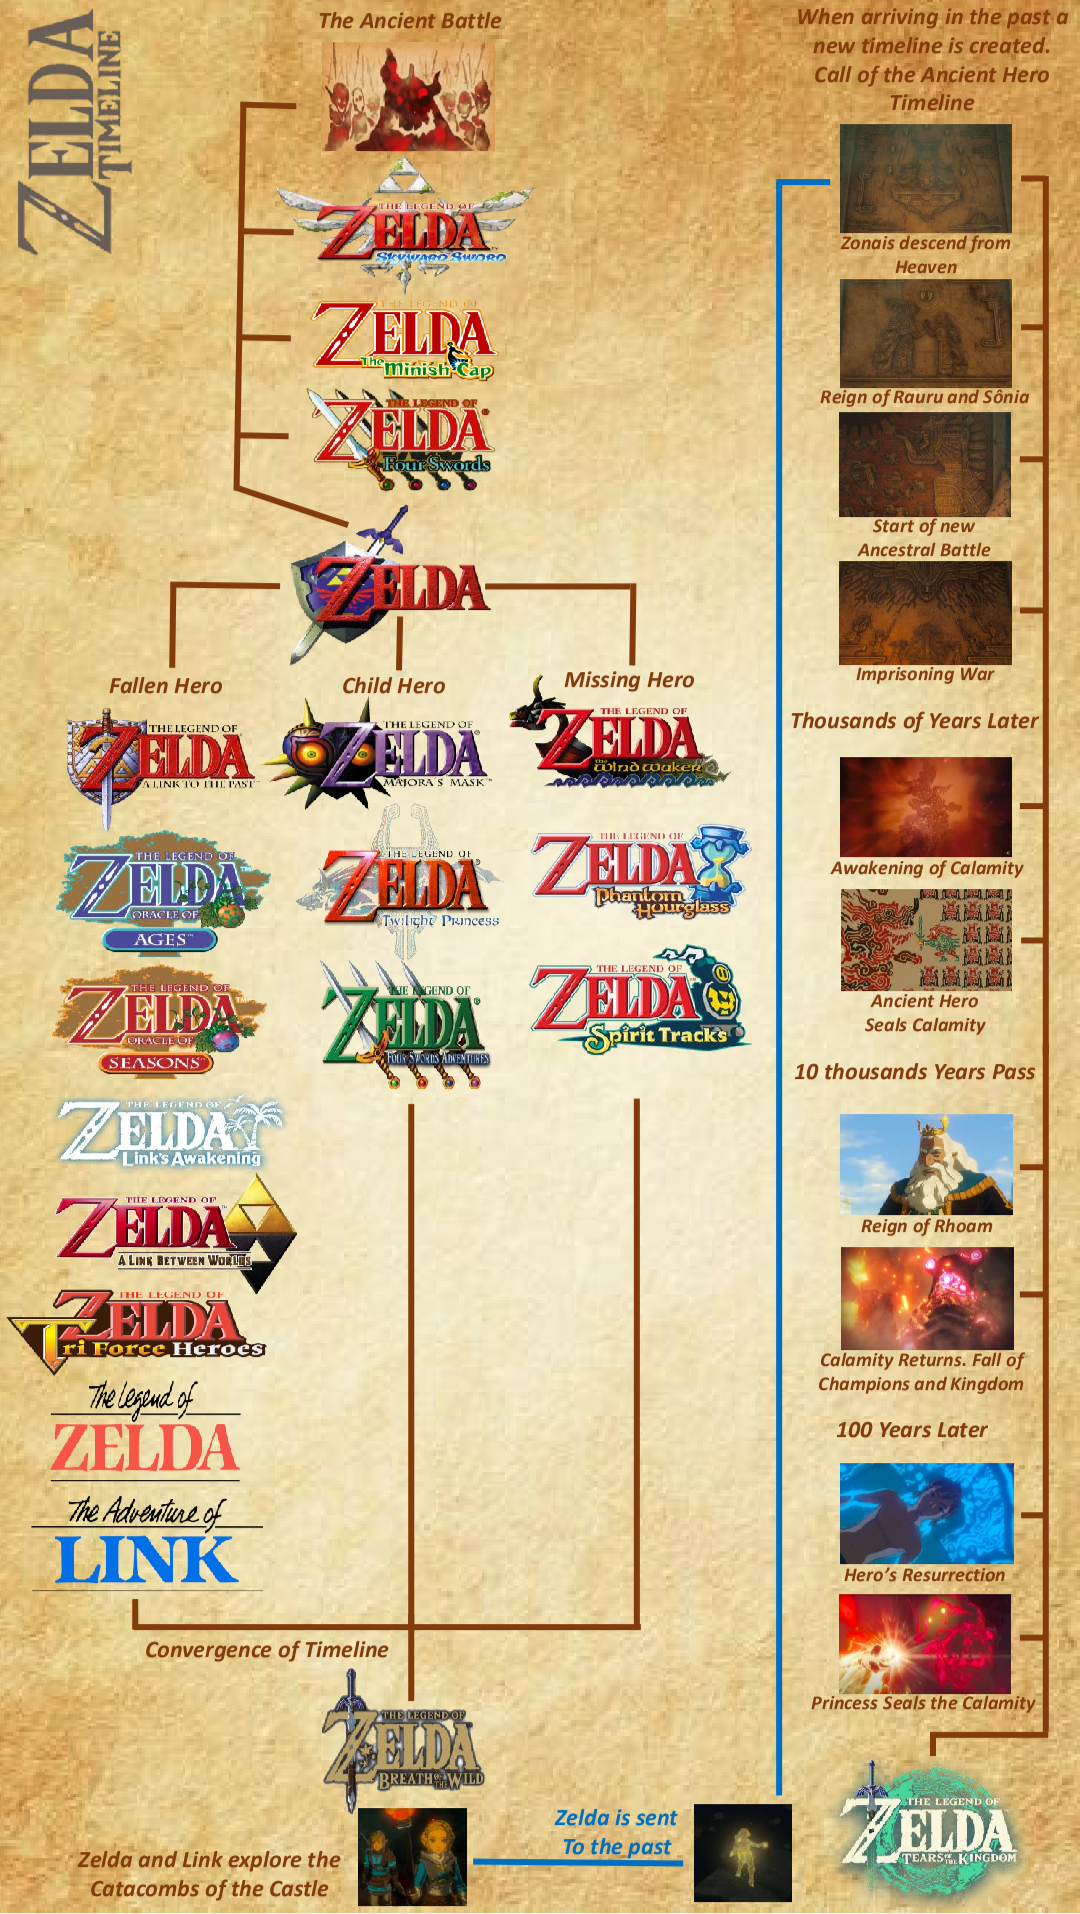 ZELDA
TIMELINE
The Ancient Battle
THE LEGEND OF
ZELDA
SKYWARD SWORD
THE LEGEND OF
ZELDA
The Minish Cap
THE LEGEND OF
ZELDA
Four Swords
ZELDA
Fallen Hero
THE LEGEND OF
ZELDA
A LINK TO THE PAST
THE LEGEND OF
ZELDA
ORACLE OF
AGES
THE LEGEND OF
ZELDA
ORACLE OF
SEASONS
THE LEGEND OF
ZELDA
Link's Awakening
THE LEGEND OF
ZELDA
A LINK BETWEEN WORLDS
THE LEGEND OF
ZELDA
Tri Force Heroes
The Legend of
ZELDA
The Adventure of
LINK
Child Hero
THE LEGEND OF
ZELDA
MAJORA'S MASK
THE LEGEND OF
ZELDA
Twilight Princess
THE LEGEND OF
ZELDA
FOUR SWORDS ADVENTURES
Missing Hero
THE LEGEND OF
ZELDA
the Wind Waker
THE LEGEND OF
ZELDA
Phantom
Hourglass
THE LEGEND OF
ZELDA
Spirit Tracks
Convergence of Timeline
THE LEGEND OF
ZELDA
BREATH OF THE WILD
Zelda and Link explore the
Catacombs of the Castle
Zelda is sent
To the past
When arriving in the past a
new timeline is created.
Call of the Ancient Hero
Timeline
Zonais descend from
Heaven
Reign of Rauru and Sônia
Start of new
Ancestral Battle
Imprisoning War
Thousands of Years Later
Awakening of Calamity
Ancient Hero
Seals Calamity
10 thousands Years Pass
Reign of Rhoam
Calamity Returns. Fall of
Champions and Kingdom
100 Years Later
Hero's Resurrection
Princess Seals the Calamity
THE LEGEND OF
ZELDA
TEARS OF THE KINGDOM